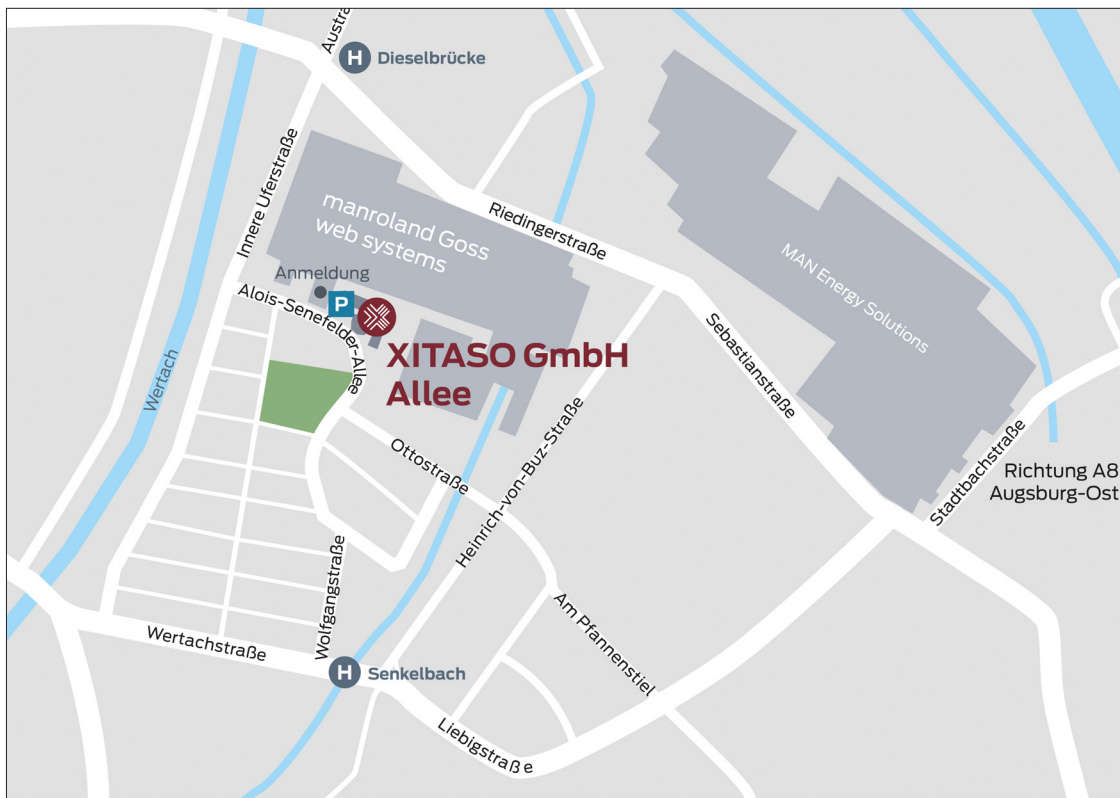 Austra
H
Dieselbrücke
Innere Uferstraße
manroland Goss
web systems
Riedingerstraße
MAN Energy Solutions
Anmeldung
P
Alois-Senefelder-Allee
XITASO GmbH
Allee
Wertach
Sebastianstraße
Ottostraße
Heinrich-von-Buz-Straße
Stadtbachstraße
Richtung A8
Augsburg-Ost
Wolfgangstraße
Am Pfannenstiel
Wertachstraße
H
Senkelbach
Liebigstraße